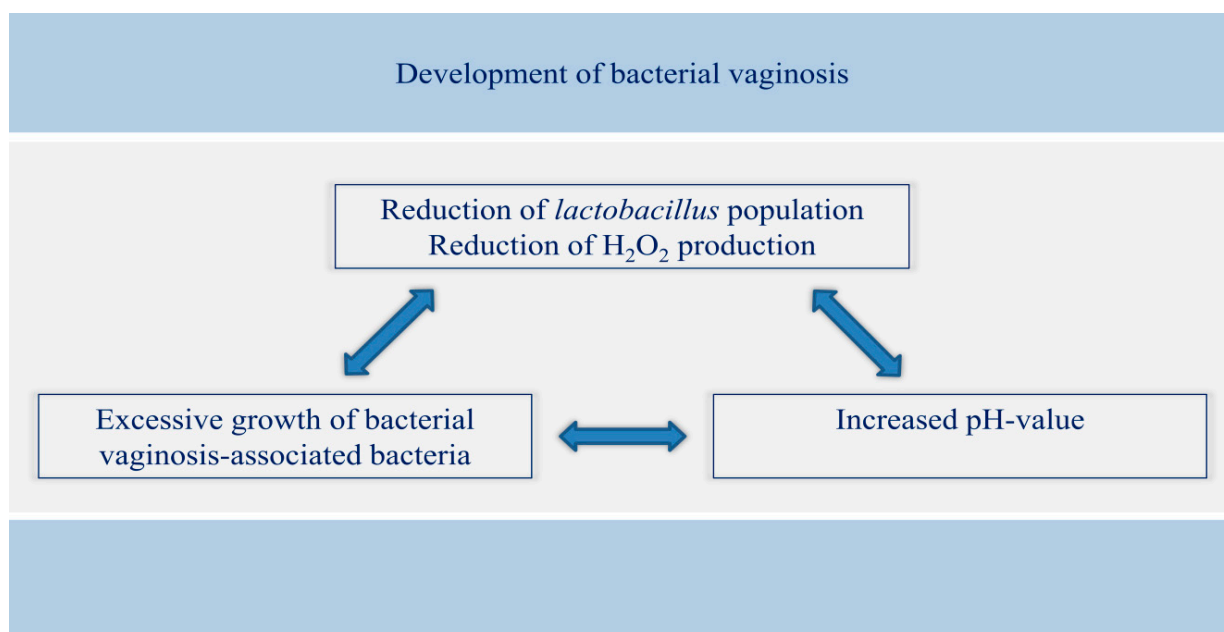 Development of bacterial vaginosis
Reduction of lactobacillus population
Reduction of H₂O₂ production
Excessive growth of bacterial
vaginosis-associated bacteria
Increased pH-value